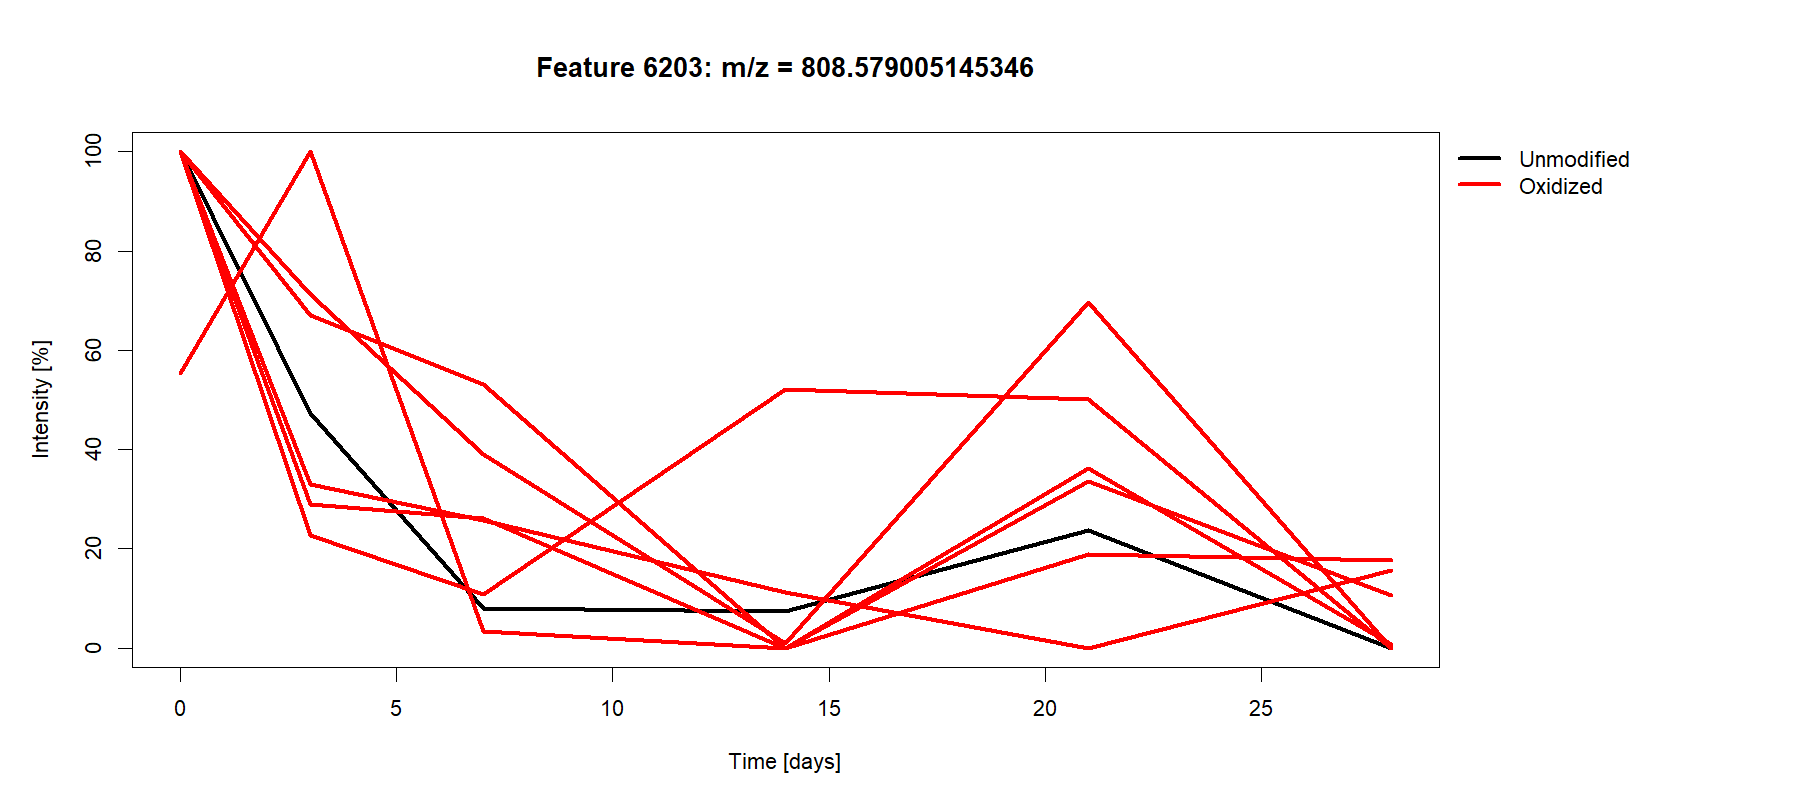 Feature 6203: m/z = 808.579005145346
Unmodified
Oxidized
Intensity [%]
100
80
60
40
20
0
0 5 10 15 20 25
Time [days]